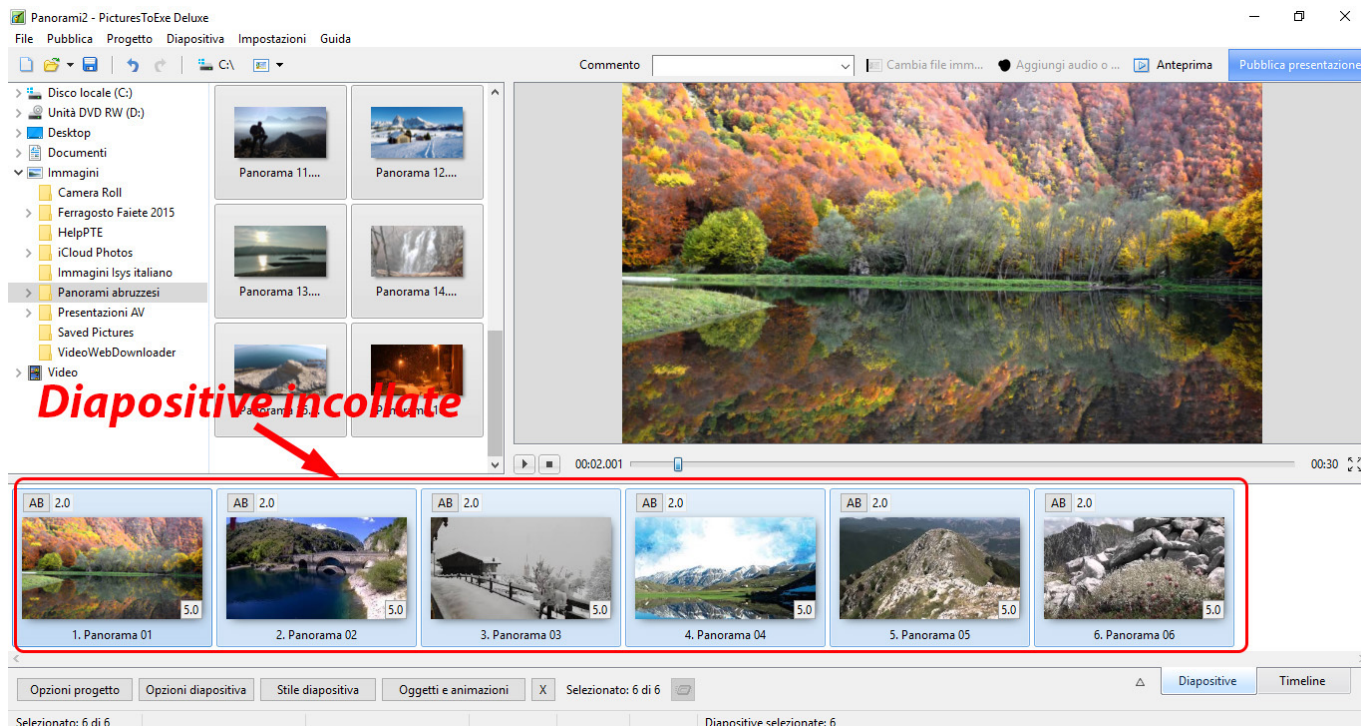 Panorami2 - PicturesToExe Deluxe
File Pubblica Progetto Diapositiva Impostazioni Guida
C:\ Commento Cambia file imm... Aggiungi audio o ... Anteprima Pubblica presentazione
Disco locale (C:)
Unità DVD RW (D:)
Desktop
Documenti
Immagini
Camera Roll
Ferragosto Faiete 2015
HelpPTE
iCloud Photos
Immagini Isys italiano
Panorami abruzzesi
Presentazioni AV
Saved Pictures
VideoWebDownloader
Video
Panorama 11.... Panorama 12....
Panorama 13.... Panorama 14....
Diapositive incollate
00:02.001 00:30
AB 2.0 AB 2.0 AB 2.0 AB 2.0 AB 2.0 AB 2.0
5.0 5.0 5.0 5.0 5.0 5.0
1. Panorama 01 2. Panorama 02 3. Panorama 03 4. Panorama 04 5. Panorama 05 6. Panorama 06
Opzioni progetto Opzioni diapositiva Stile diapositiva Oggetti e animazioni X Selezionato: 6 di 6 Diapositive Timeline
Selezionato: 6 di 6 Diapositive selezionate: 6